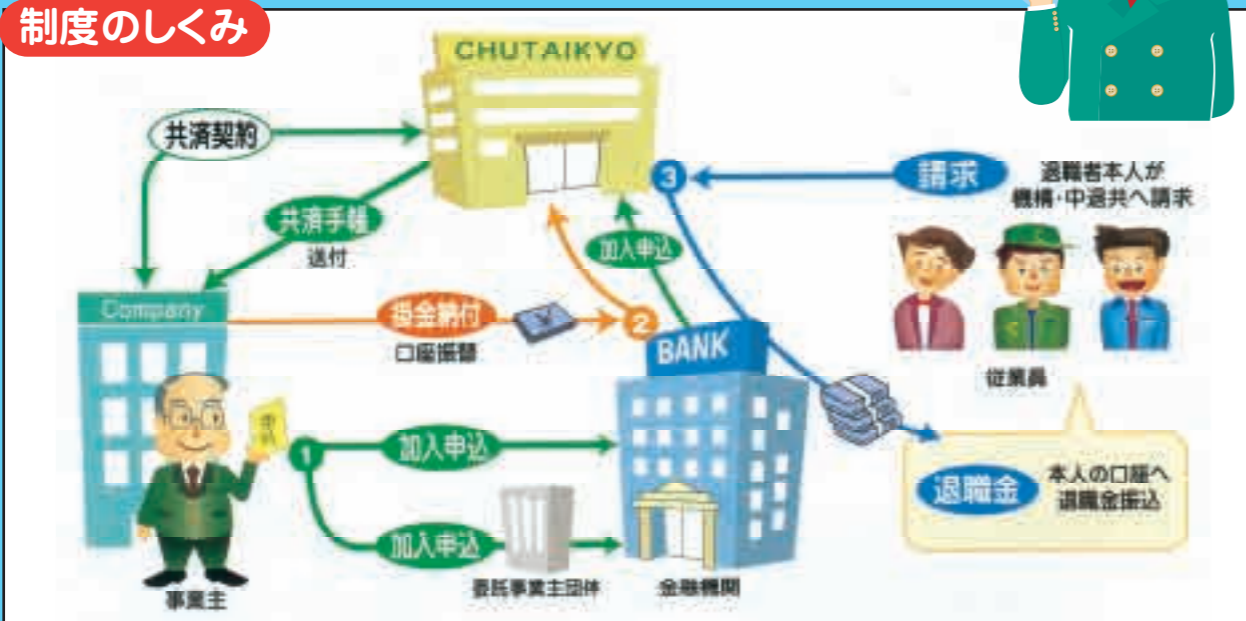 制度のしくみ
CHUTAIKYO
共済契約
共済手帳
送付
3
請求
退職者本人が
機構・中退共へ請求
加入申込
Company
掛金納付
口座振替
2
BANK
従業員
1
加入申込
加入申込
委託事業主団体
金融機関
事業主
退職金
本人の口座へ
退職金振込